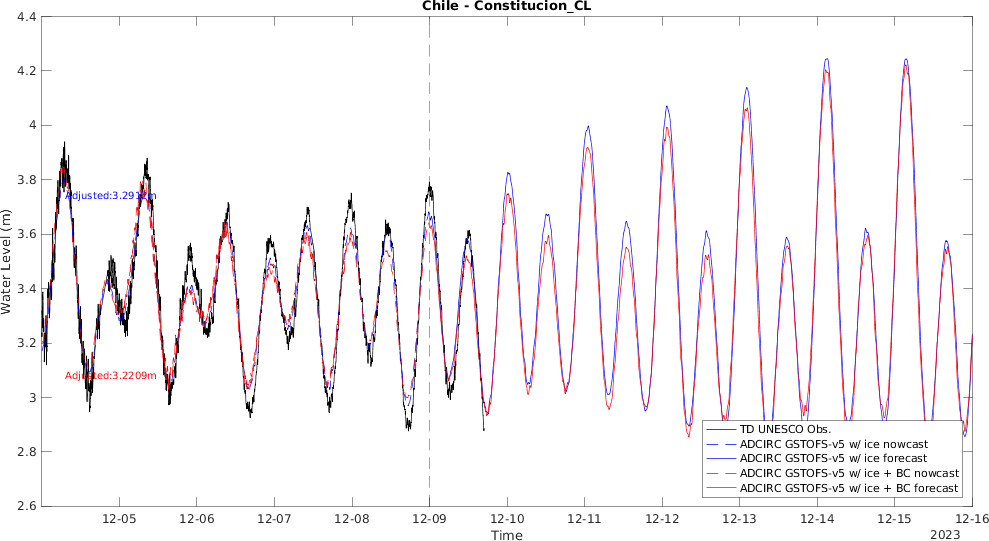 Chile - Constitucion_CL
4.4
4.2
4
3.8
3.6
3.4
3.2
3
2.8
2.6
Water Level (m)
Adjusted:3.2912m
Adjusted:3.2209m
TD UNESCO Obs.
ADCIRC GSTOFS-v5 w/ ice nowcast
ADCIRC GSTOFS-v5 w/ ice forecast
ADCIRC GSTOFS-v5 w/ ice + BC nowcast
ADCIRC GSTOFS-v5 w/ ice + BC forecast
12-05 12-06 12-07 12-08 12-09 12-10 12-11 12-12 12-13 12-14 12-15 12-16
Time
2023